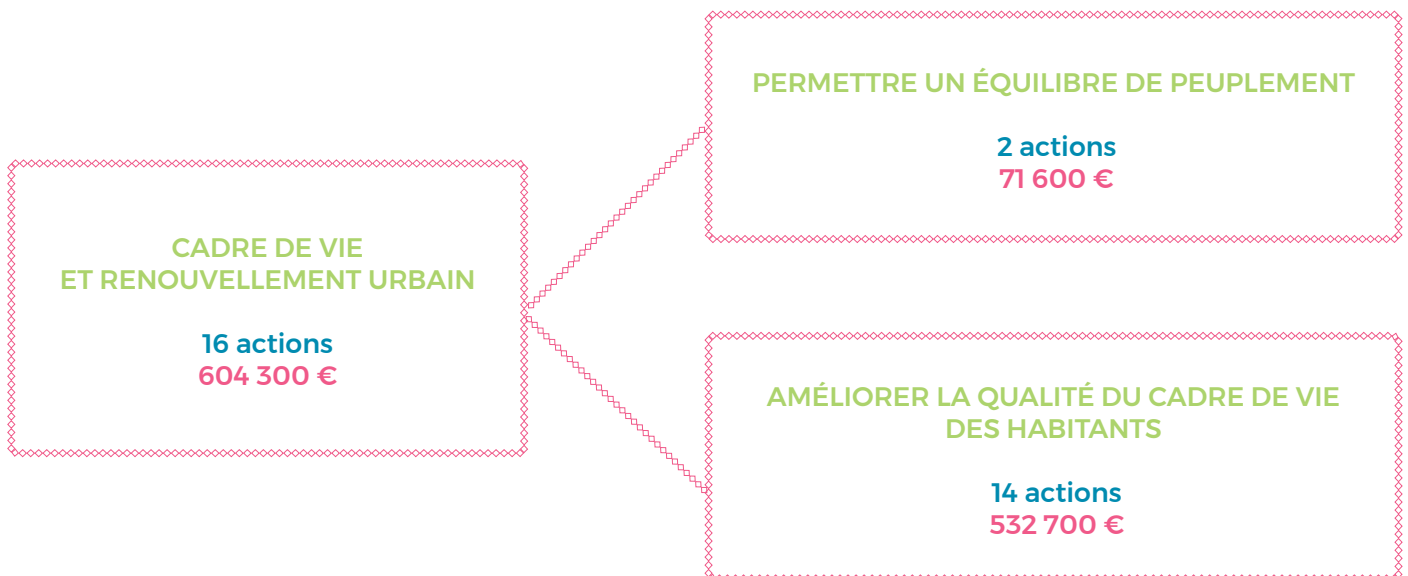 CADRE DE VIE
ET RENOUVELLEMENT URBAIN
16 actions
604 300 €
PERMETTRE UN ÉQUILIBRE DE PEUPLEMENT
2 actions
71 600 €
AMÉLIORER LA QUALITÉ DU CADRE DE VIE
DES HABITANTS
14 actions
532 700 €